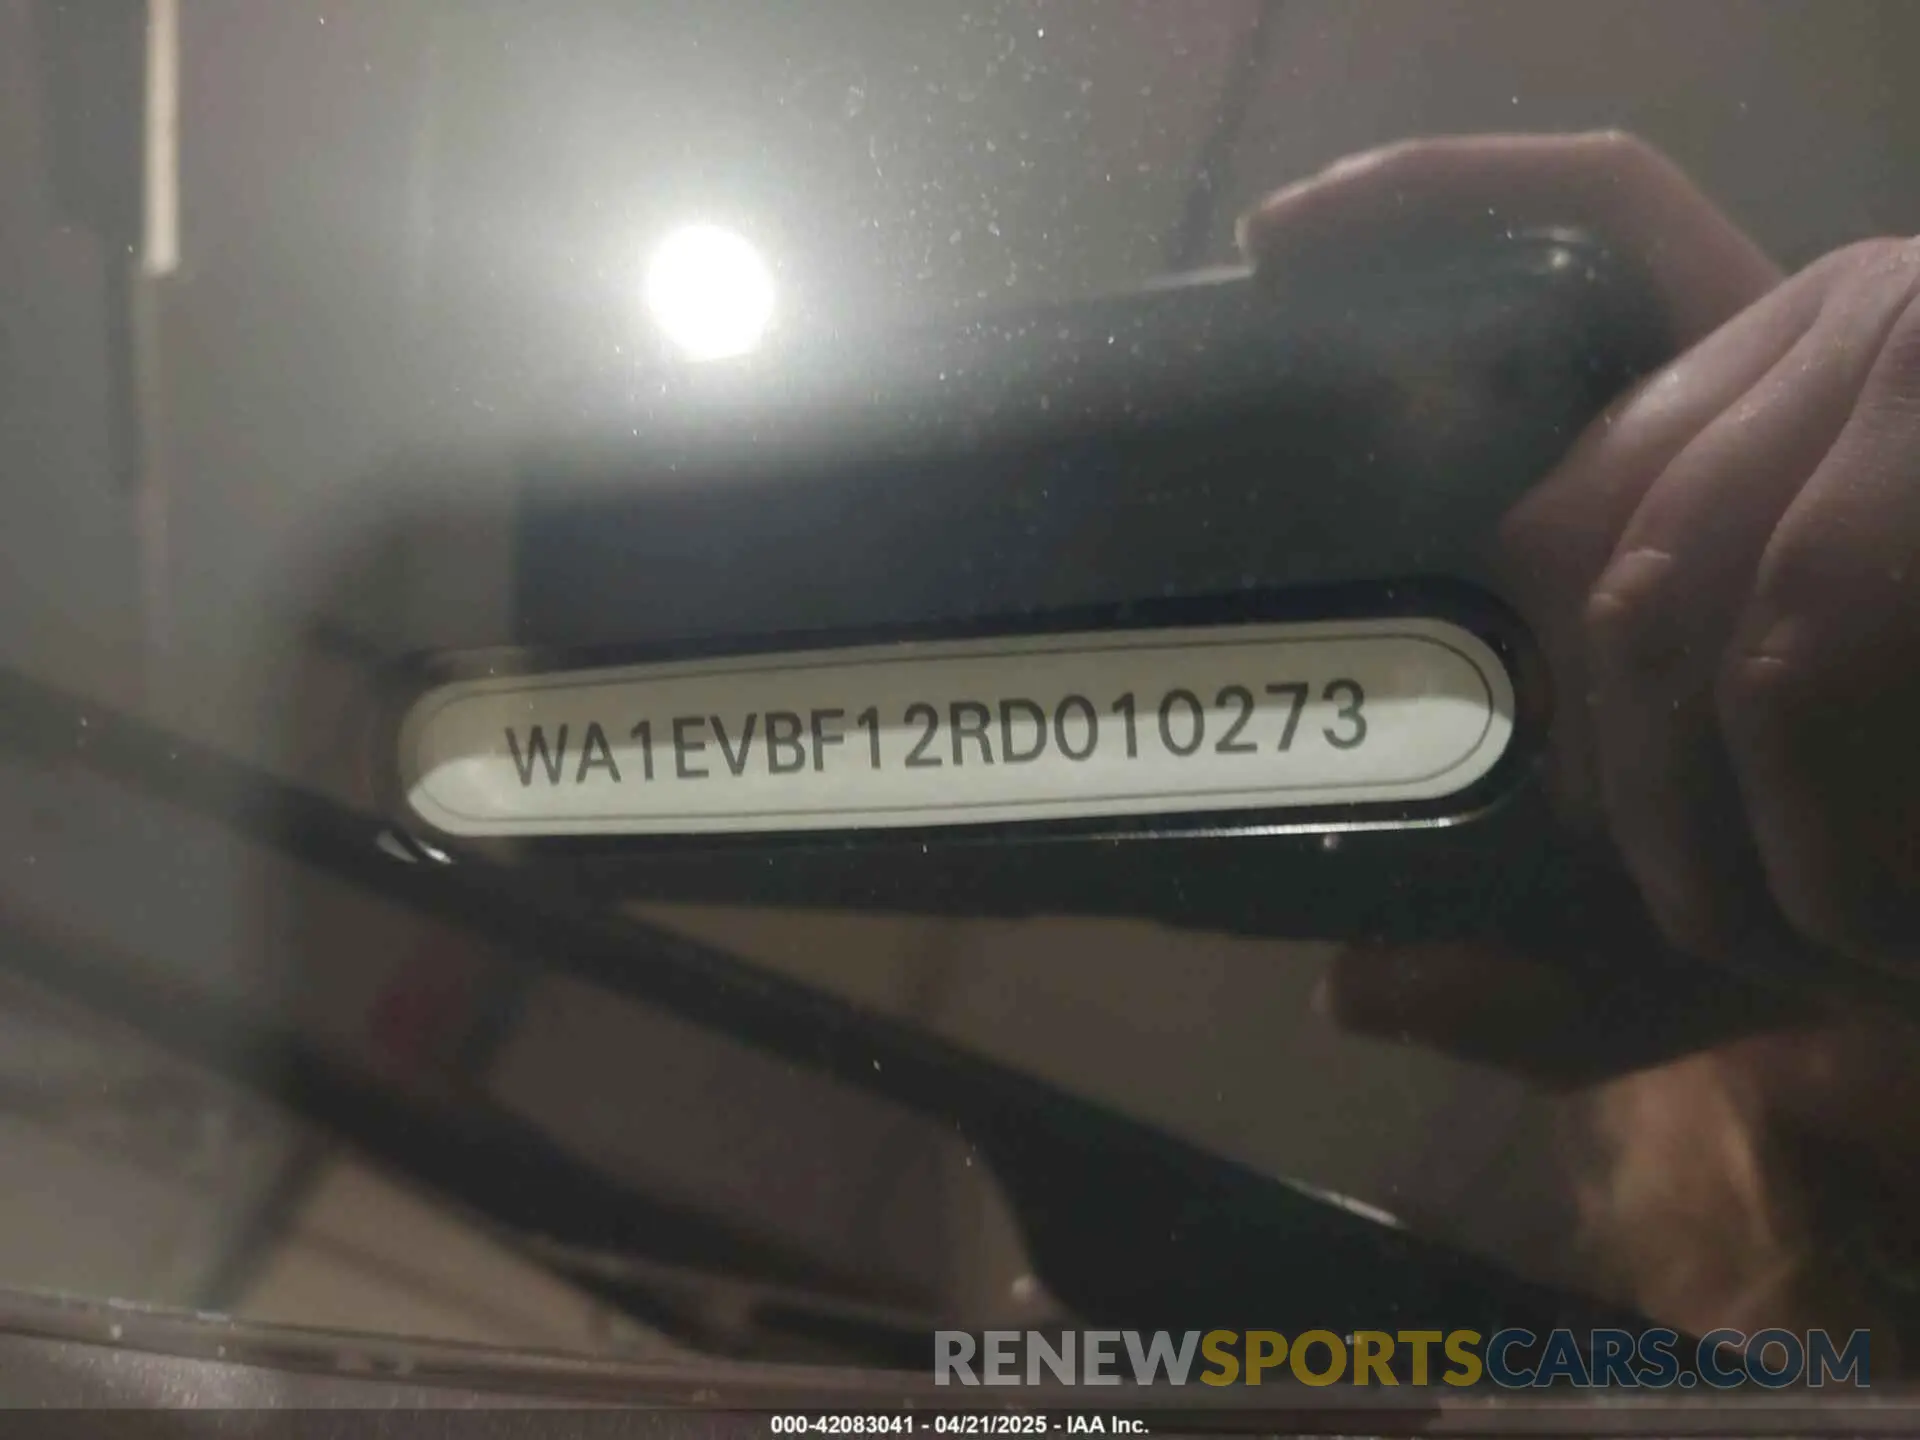 WA1EVBF12RD010273
RENEWSPORTSCARS.COM
000-42083041 - 04/21/2025 - IAA Inc.